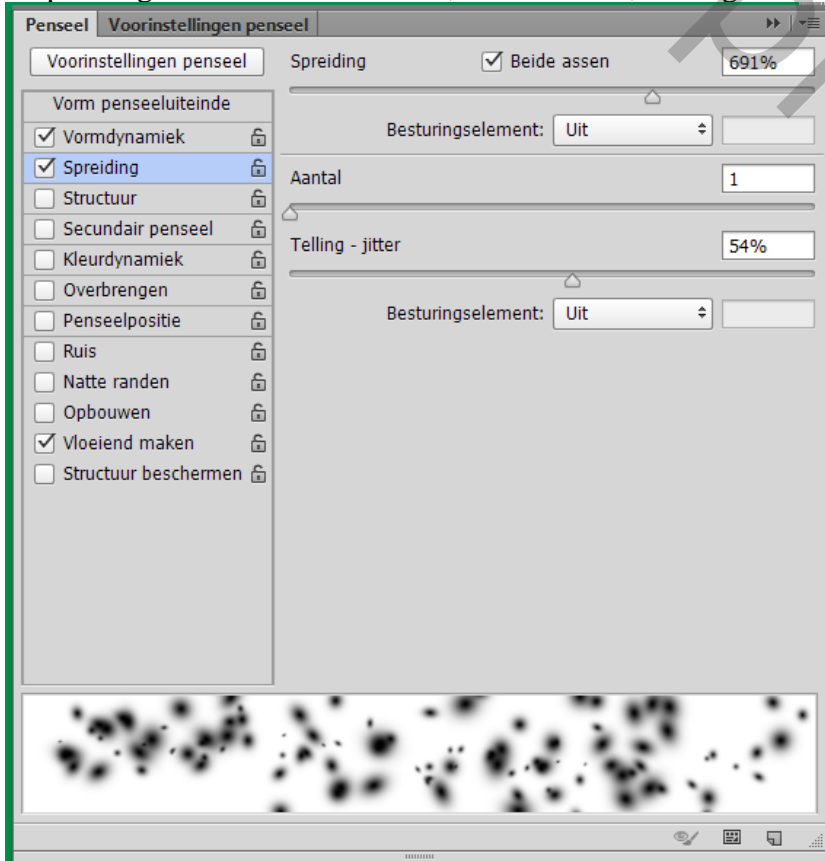 Penseel Voorinstellingen penseel
Voorinstellingen penseel Spreiding Beide assen 691%
Vorm penseeluiteinde
Vormdynamiek Besturingselement: Uit
Spreiding
Structuur Aantal 1
Secundair penseel
Kleurdynamiek Telling - jitter 54%
Overbrengen
Penseelpositie Besturingselement: Uit
Ruis
Natte randen
Opbouwen
Vloeiend maken
Structuur beschermen